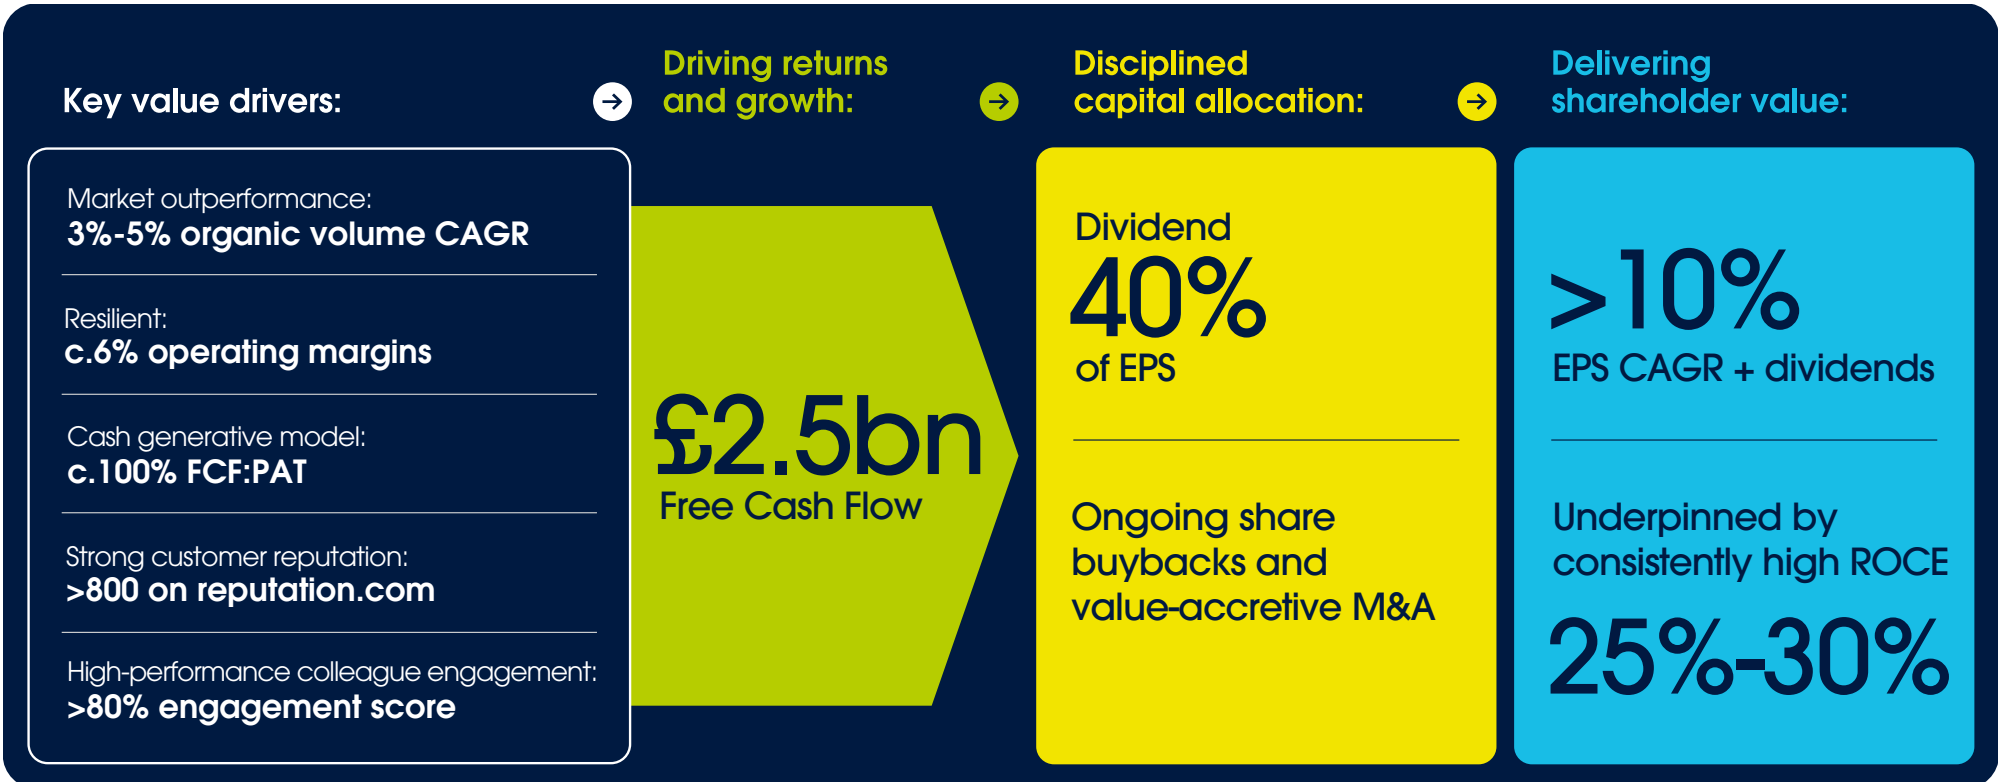 Key value drivers:
Market outperformance:
3%-5% organic volume CAGR
Resilient:
c.6% operating margins
Cash generative model:
c.100% FCF:PAT
Strong customer reputation:
>800 on reputation.com
High-performance colleague engagement:
>80% engagement score
Driving returns
and growth:
£2.5bn
Free Cash Flow
Disciplined
capital allocation:
Dividend
40%
of EPS
Ongoing share
buybacks and
value-accretive M&A
Delivering
shareholder value:
>10%
EPS CAGR + dividends
Underpinned by
consistently high ROCE
25%-30%